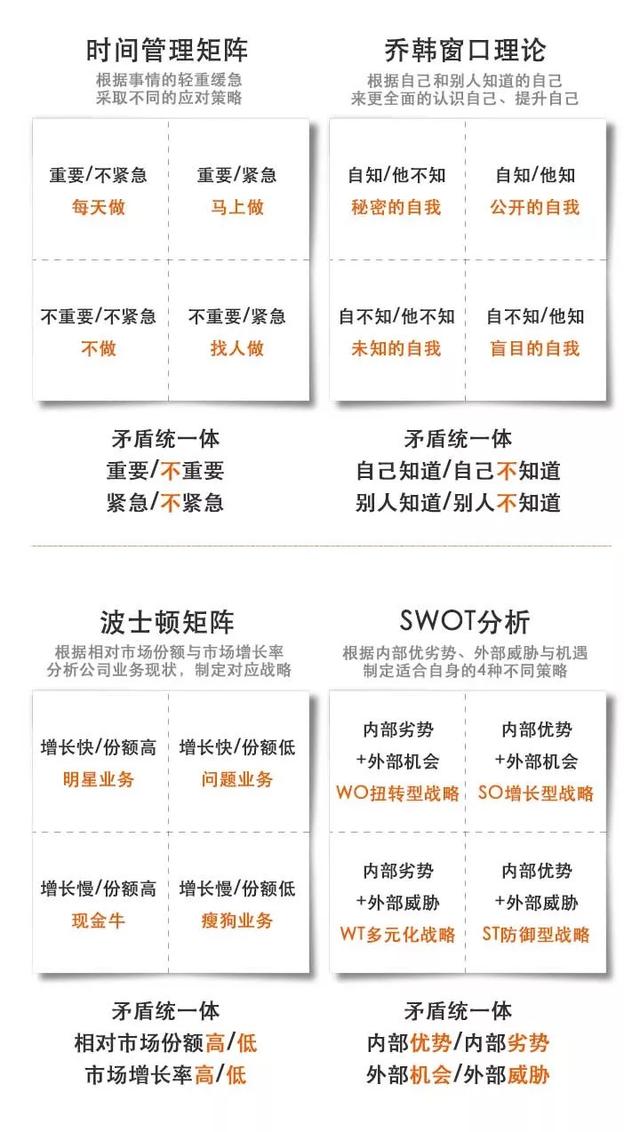 时间管理矩阵
根据事情的轻重缓急
采取不同的应对策略
重要/不紧急
每天做
重要/紧急
马上做
不重要/不紧急
不做
不重要/紧急
找人做
矛盾统一体
重要/不重要
紧急/不紧急
乔韩窗口理论
根据自己和别人知道的自己
来更全面的认识自己、提升自己
自知/他不知
秘密的自我
自知/他知
公开的自我
自不知/他不知
未知的自我
自不知/他知
盲目的自我
矛盾统一体
自己知道/自己不知道
别人知道/别人不知道
波士顿矩阵
根据相对市场份额与市场增长率
分析公司业务现状，制定对应战略
增长快/份额高
明星业务
增长快/份额低
问题业务
增长慢/份额高
现金牛
增长慢/份额低
瘦狗业务
矛盾统一体
相对市场份额高/低
市场增长率高/低
SWOT分析
根据内部优劣势、外部威胁与机遇
制定适合自身的4种不同策略
内部劣势
+外部机会
WO扭转型战略
内部优势
+外部机会
SO增长型战略
内部劣势
+外部威胁
WT多元化战略
内部优势
+外部威胁
ST防御型战略
矛盾统一体
内部优势/内部劣势
外部机会/外部威胁